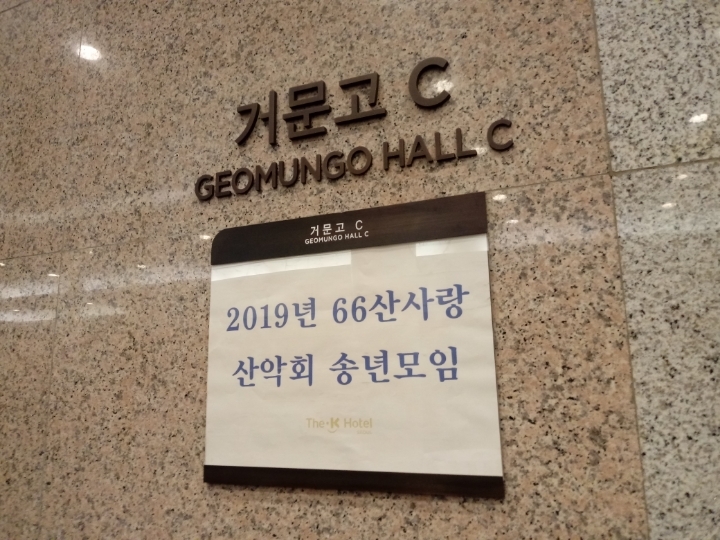 거문고 C
GEOMUNGO HALL C
거문고 C
GEOMUNGO HALL C
2019년 66산사랑
산악회 송년모임
The-K Hotel